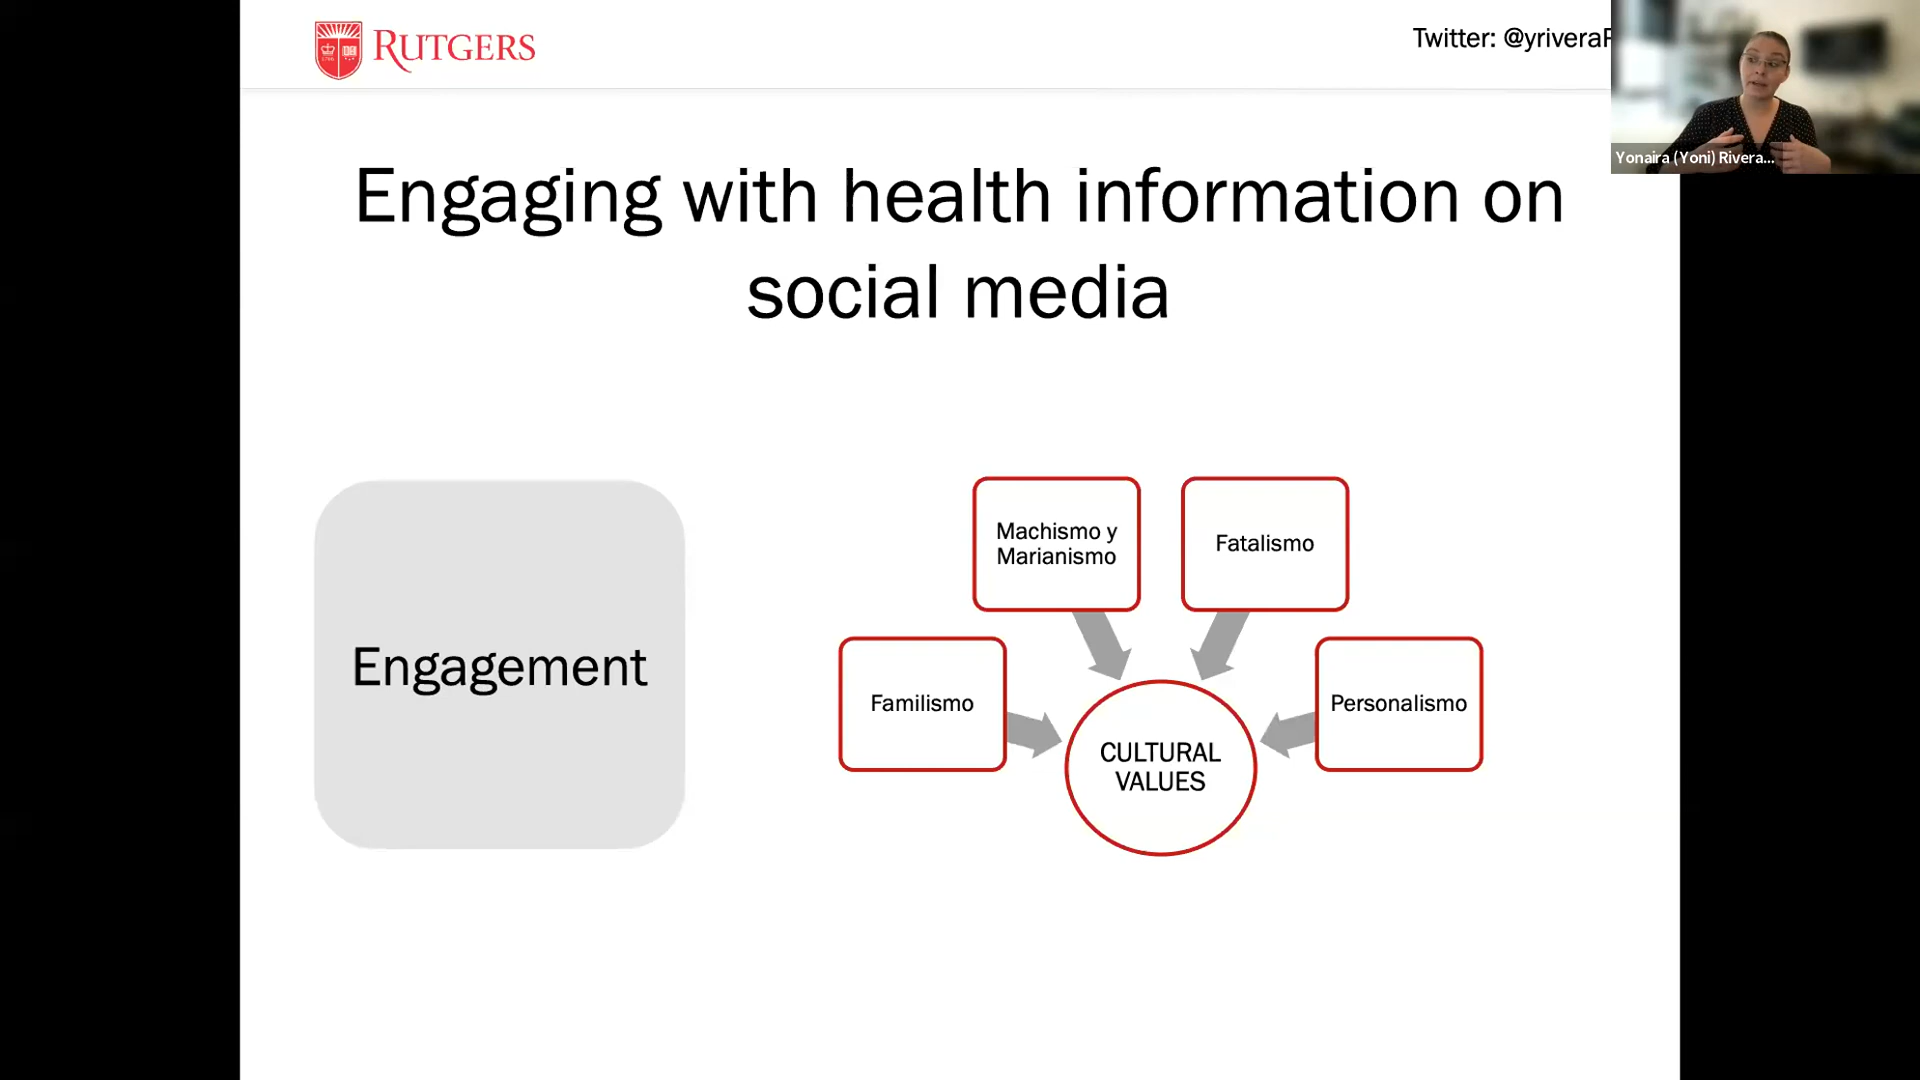 RUTGERS
Twitter: @yrivera
Yonaira (Yoni) Rivera...
Engaging with health information on
social media
Engagement
Machismo y
Marianismo
Fatalismo
Familismo
Personalismo
CULTURAL
VALUES